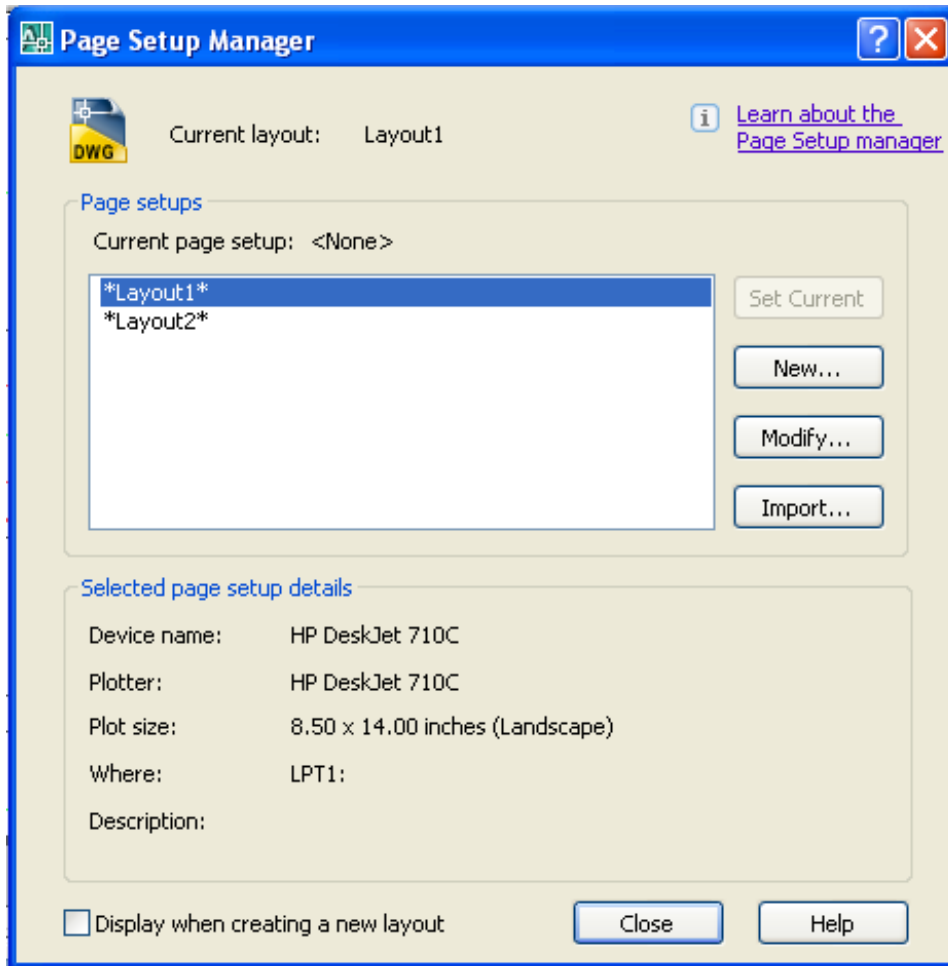 Page Setup Manager
DWG
Current layout: Layout1
Learn about the
Page Setup manager
Page setups
Current page setup: <None>
*Layout1*
*Layout2*
Set Current
New...
Modify...
Import...
Selected page setup details
Device name: HP DeskJet 710C
Plotter: HP DeskJet 710C
Plot size: 8.50 x 14.00 inches (Landscape)
Where: LPT1:
Description:
Display when creating a new layout
Close
Help